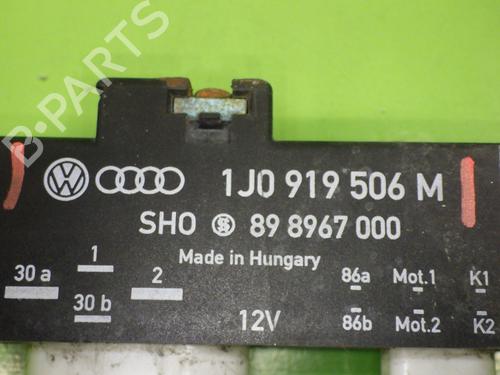 B-PARTS
1J0 919 506 M
SHO 89 8967 000
Made in Hungary
30 a 1 2 86a Mot.1 K1
30 b 12V 86b Mot.2 K2